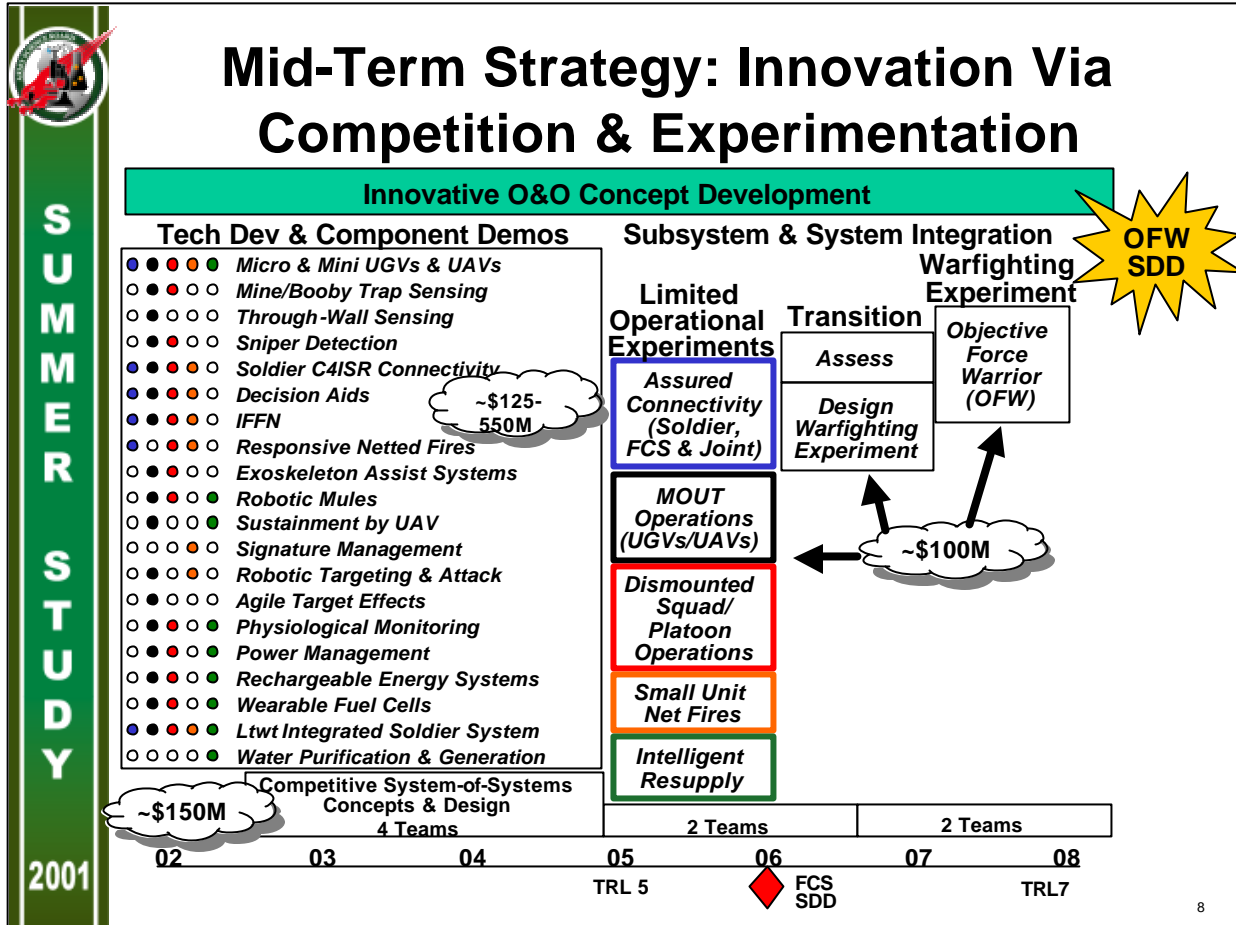 Mid-Term Strategy: Innovation Via
Competition & Experimentation
SUMMER STUDY
2001
Innovative O&O Concept Development
OFW
SDD
Tech Dev & Component Demos
Micro & Mini UGVs & UAVs
Mine/Booby Trap Sensing
Through-Wall Sensing
Sniper Detection
Soldier C4ISR Connectivity
Decision Aids
IFFN
Responsive Netted Fires
Exoskeleton Assist Systems
Robotic Mules
Sustainment by UAV
Signature Management
Robotic Targeting & Attack
Agile Target Effects
Physiological Monitoring
Power Management
Rechargeable Energy Systems
Wearable Fuel Cells
Ltwt Integrated Soldier System
Water Purification & Generation
~$125-
550M
Subsystem & System Integration
Limited
Operational
Experiments
Assured
Connectivity
(Soldier,
FCS & Joint)
MOUT
Operations
(UGVs/UAVs)
Dismounted
Squad/
Platoon
Operations
Small Unit
Net Fires
Intelligent
Resupply
Transition
Assess
Design
Warfighting
Experiment
Warfighting
Experiment
Objective
Force
Warrior
(OFW)
~$100M
~$150M
Competitive System-of-Systems
Concepts & Design
4 Teams
2 Teams
2 Teams
02 03 04 05 06 07 08
TRL 5
FCS
SDD
TRL7
8